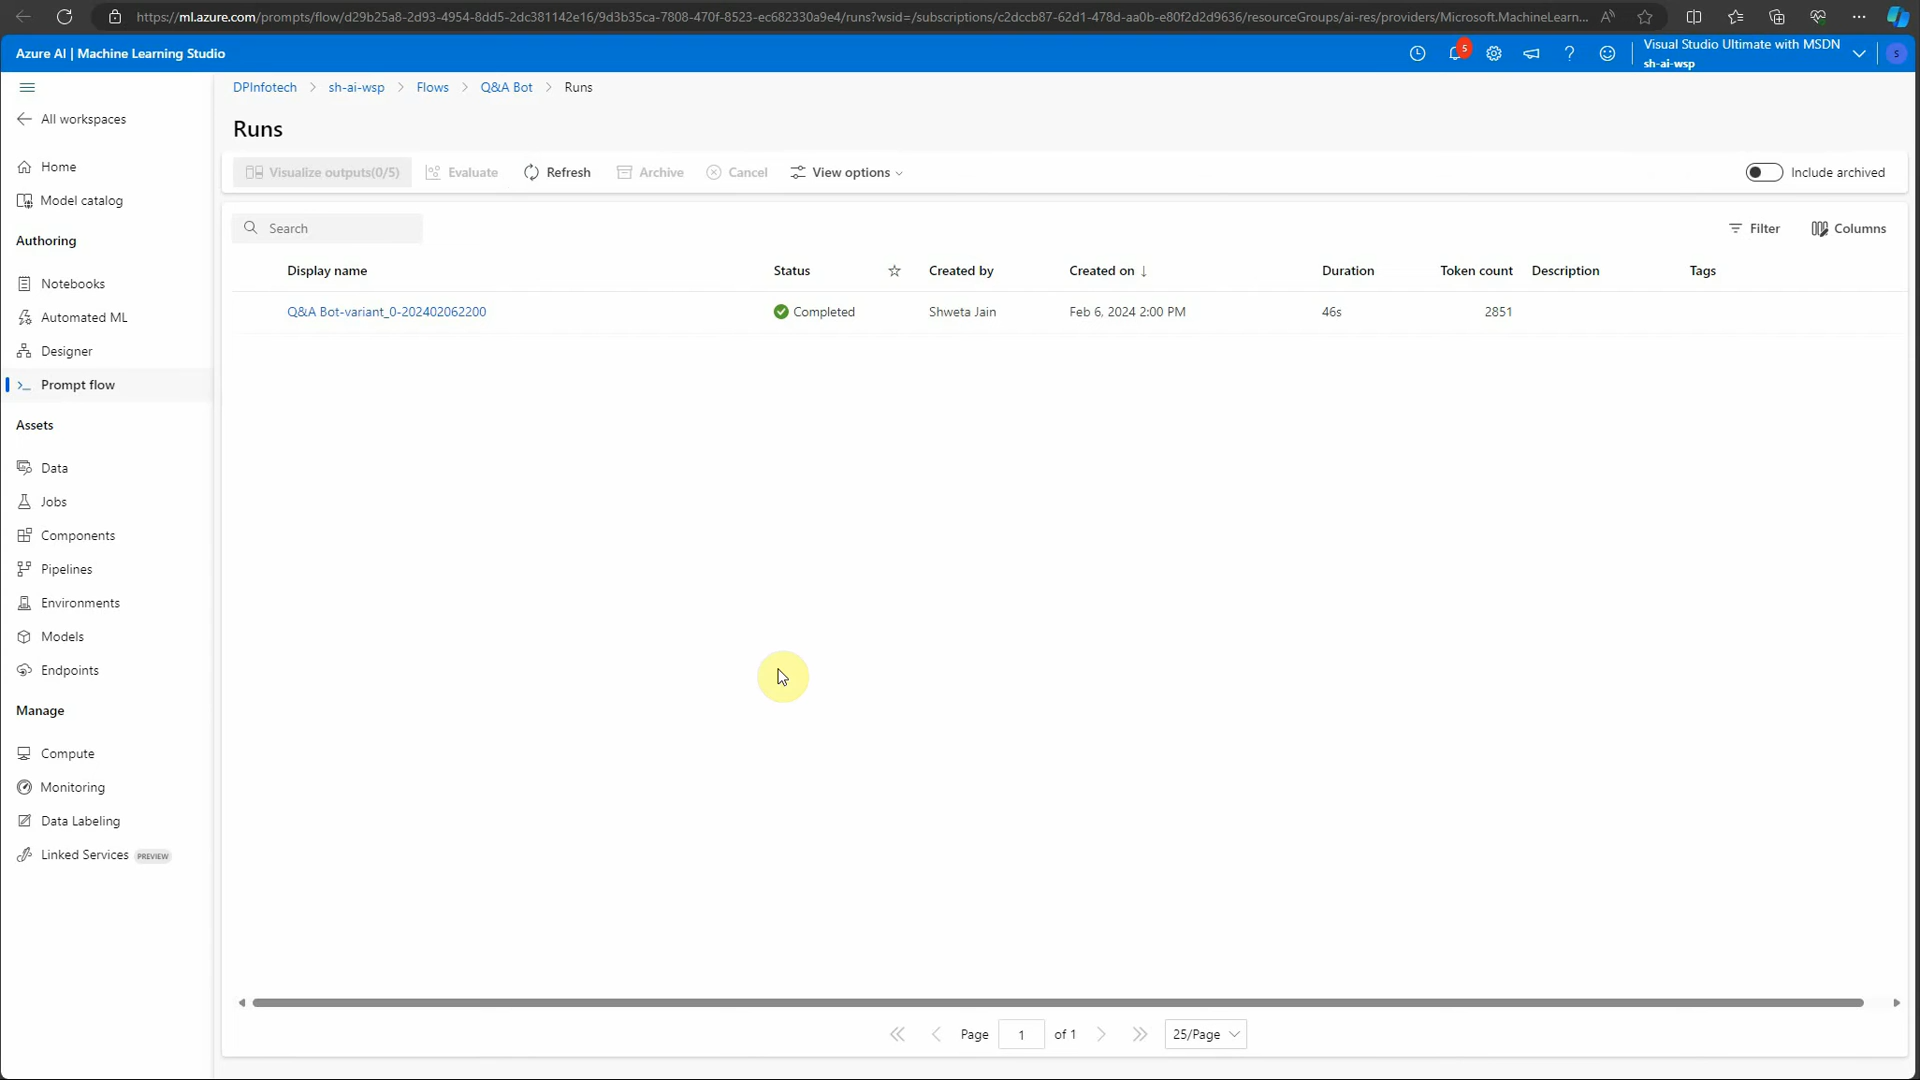 https://ml.azure.com/prompts/flow/d29b25a8-2d93-4954-8dd5-2dc381142e16/9d3b35ca-7808-470f-8523-ec682330a9e4/runs?wsid=/subscriptions/c2dccb87-62d1-478d-aa0b-e80f2d2d9636/resourceGroups/ai-res/providers/Microsoft.MachineLearn...
Azure AI | Machine Learning Studio
5
Visual Studio Ultimate with MSDN
sh-ai-wsp
S
All workspaces
Home
Model catalog
Authoring
Notebooks
Automated ML
Designer
Prompt flow
Assets
Data
Jobs
Components
Pipelines
Environments
Models
Endpoints
Manage
Compute
Monitoring
Data Labeling
Linked Services PREVIEW
DPInfotech > sh-ai-wsp > Flows > Q&A Bot > Runs
Runs
Visualize outputs(0/5) Evaluate Refresh Archive Cancel View options Include archived
Search Filter Columns
Display name Status Created by Created on ↓ Duration Token count Description Tags
Q&A Bot-variant_0-202402062200 Completed Shweta Jain Feb 6, 2024 2:00 PM 46s 2851
Page 1 of 1 25/Page